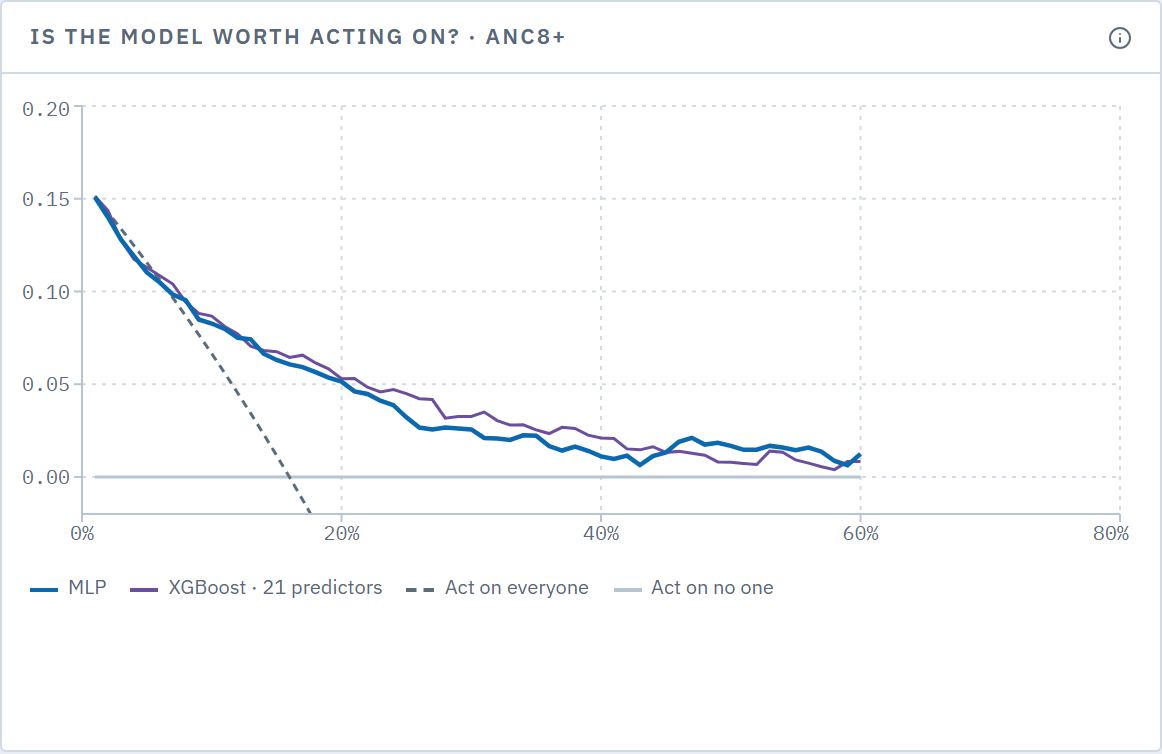 IS THE MODEL WORTH ACTING ON? · ANC8+
0.20
0.15
0.10
0.05
0.00
0% 20% 40% 60% 80%
MLP XGBoost · 21 predictors Act on everyone Act on no one